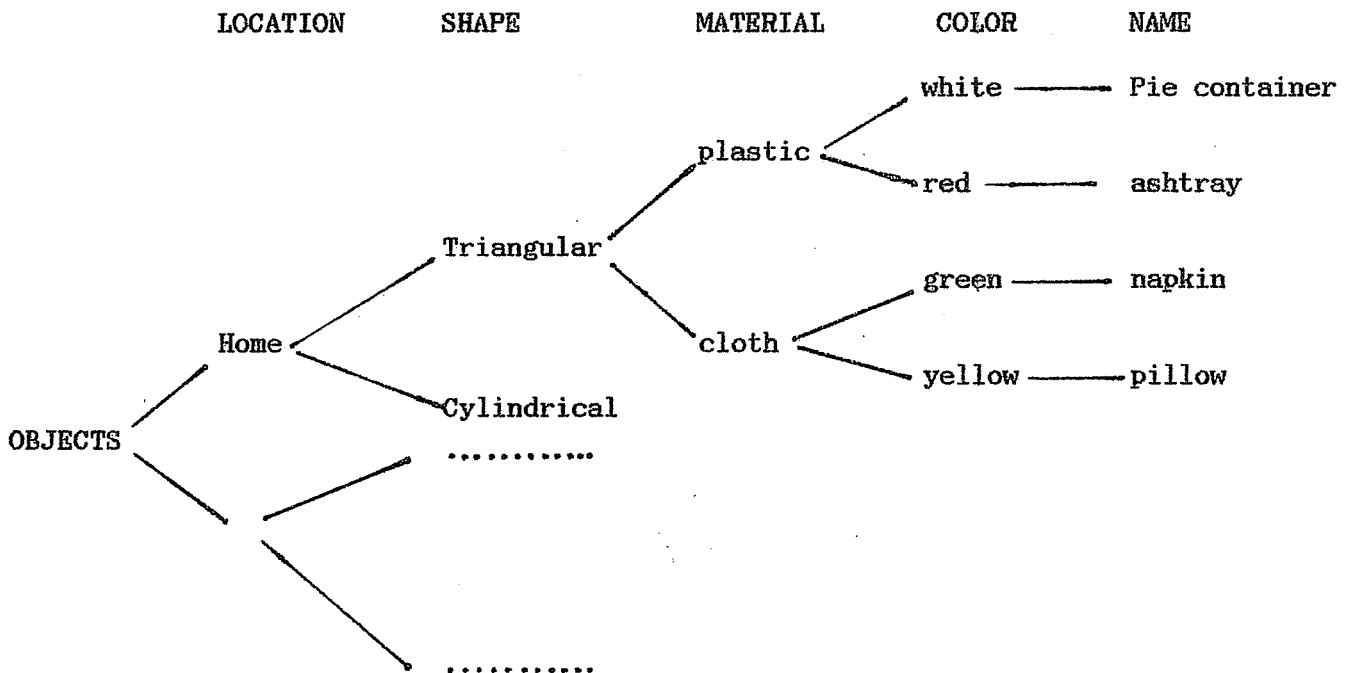 LOCATION SHAPE MATERIAL COLOR NAME
white Pie container
plastic
red ashtray
Triangular
green napkin
Home cloth
yellow pillow
Cylindrical
OBJECTS
............
...........